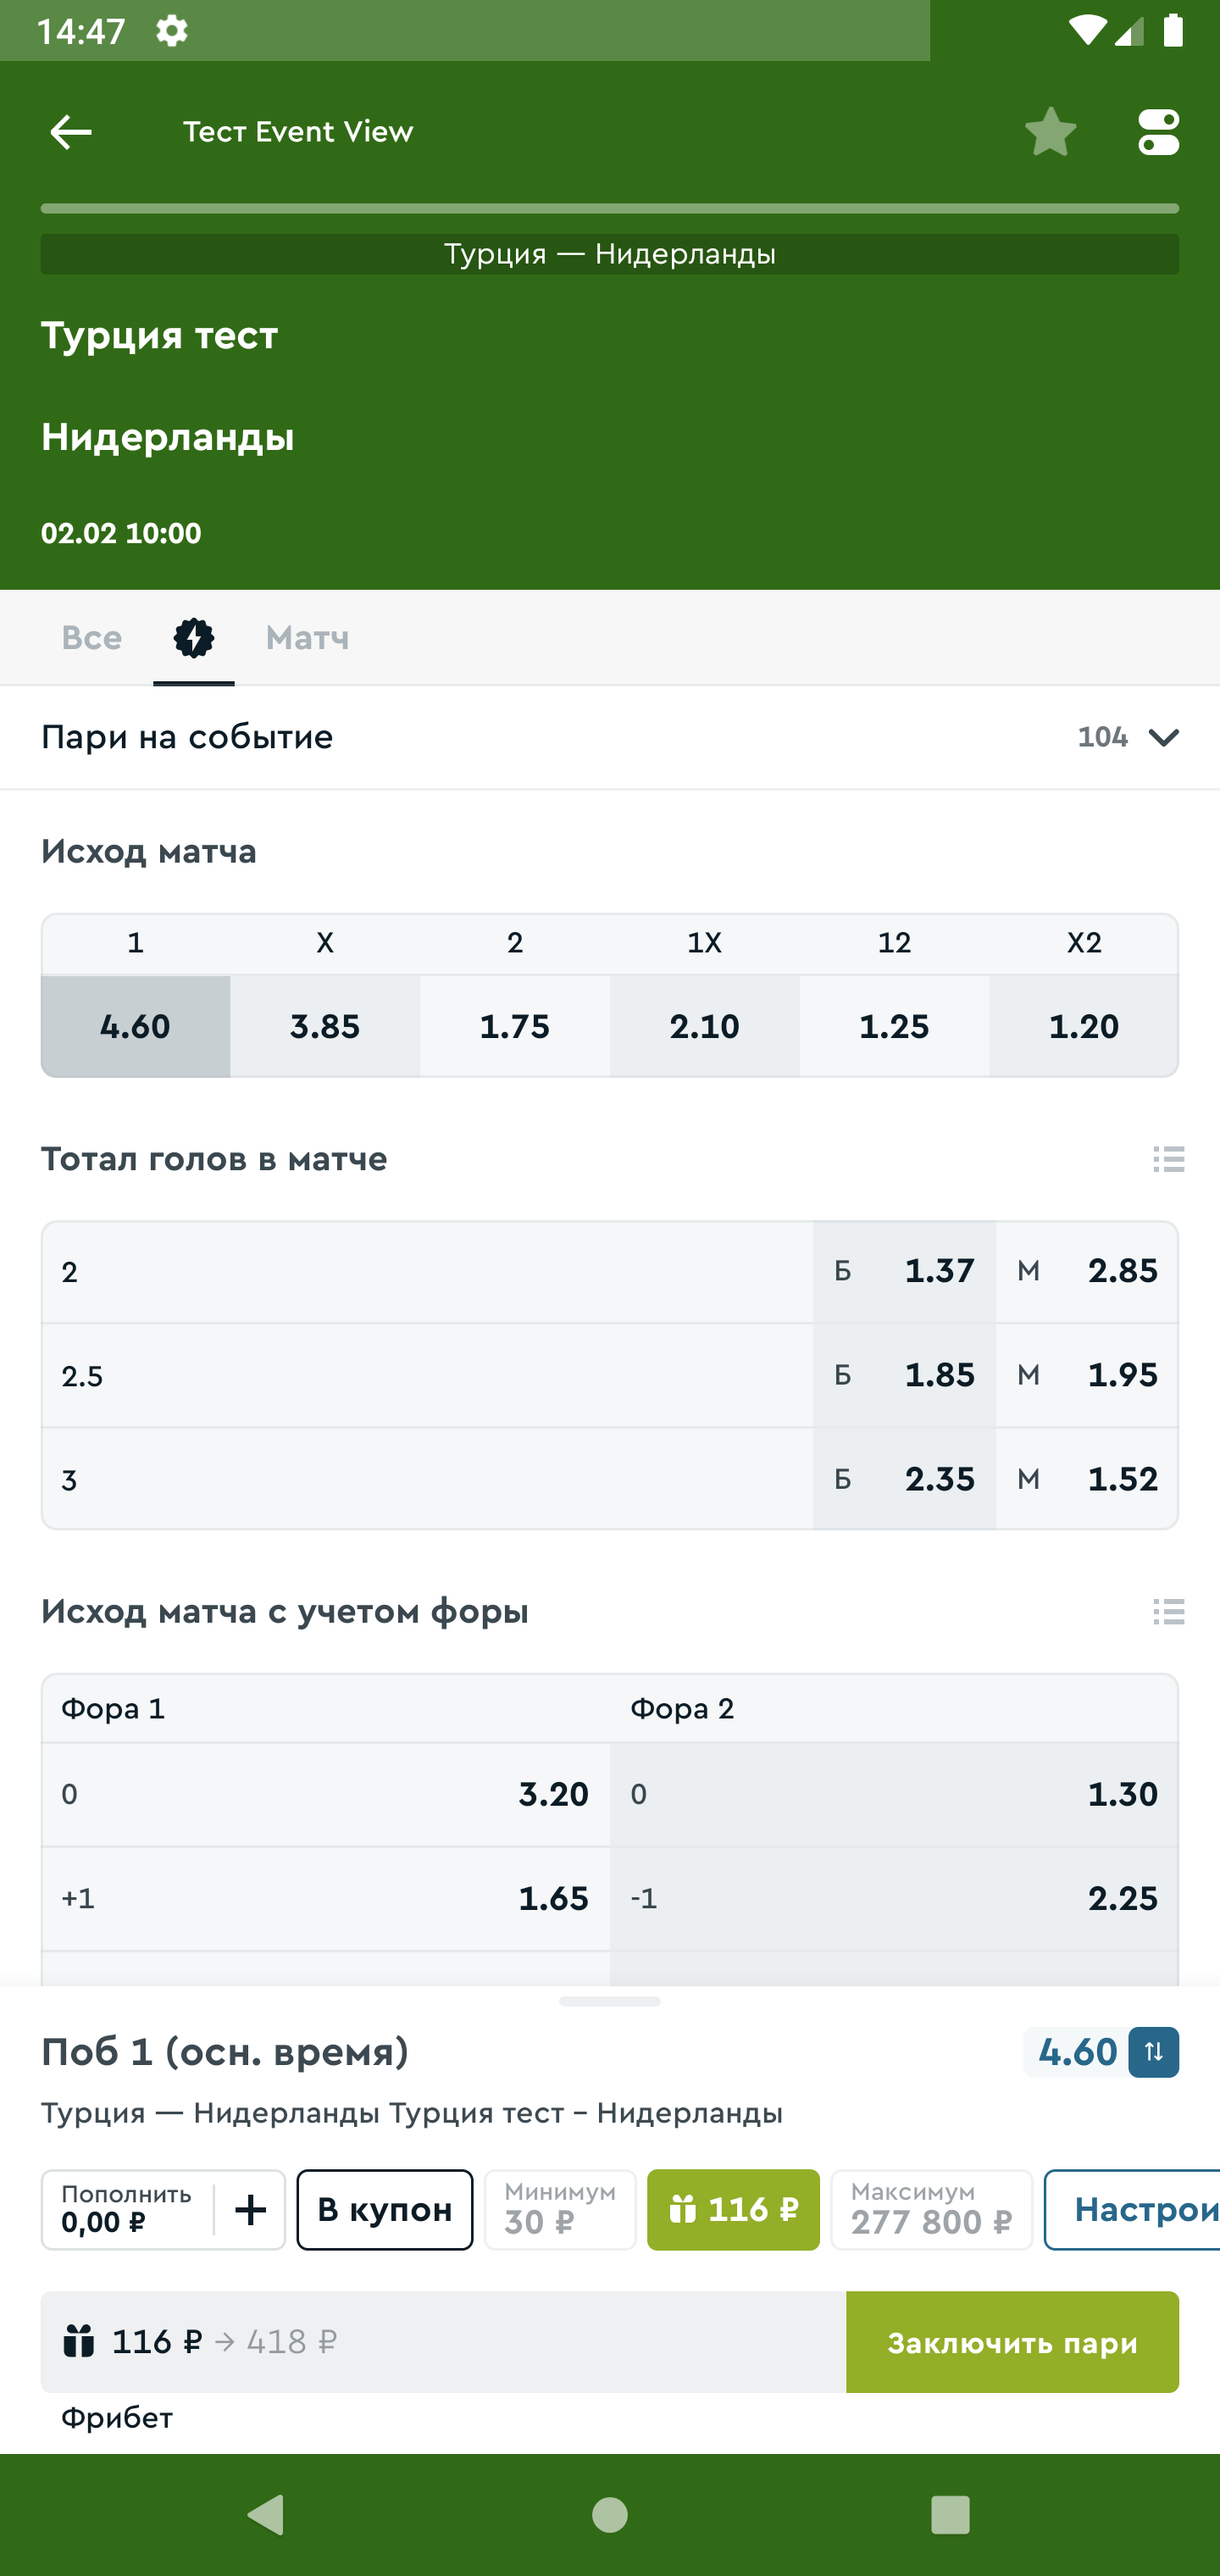 14:47
Тест Event View
Турция — Нидерланды
Турция тест
Нидерланды
02.02 10:00
Все Матч
Пари на событие 104
Исход матча
1 X 2 1X 12 X2
4.60 3.85 1.75 2.10 1.25 1.20
Тотал голов в матче
2 Б 1.37 М 2.85
2.5 Б 1.85 М 1.95
3 Б 2.35 М 1.52
Исход матча с учетом форы
Фора 1 Фора 2
0 3.20 0 1.30
+1 1.65 -1 2.25
Поб 1 (осн. время) 4.60
Турция — Нидерланды Турция тест – Нидерланды
Пополнить
0,00 ₽
В купон
Минимум
30 ₽
116 ₽
Максимум
277 800 ₽
Настрои
116 ₽ → 418 ₽
Заключить пари
Фрибет